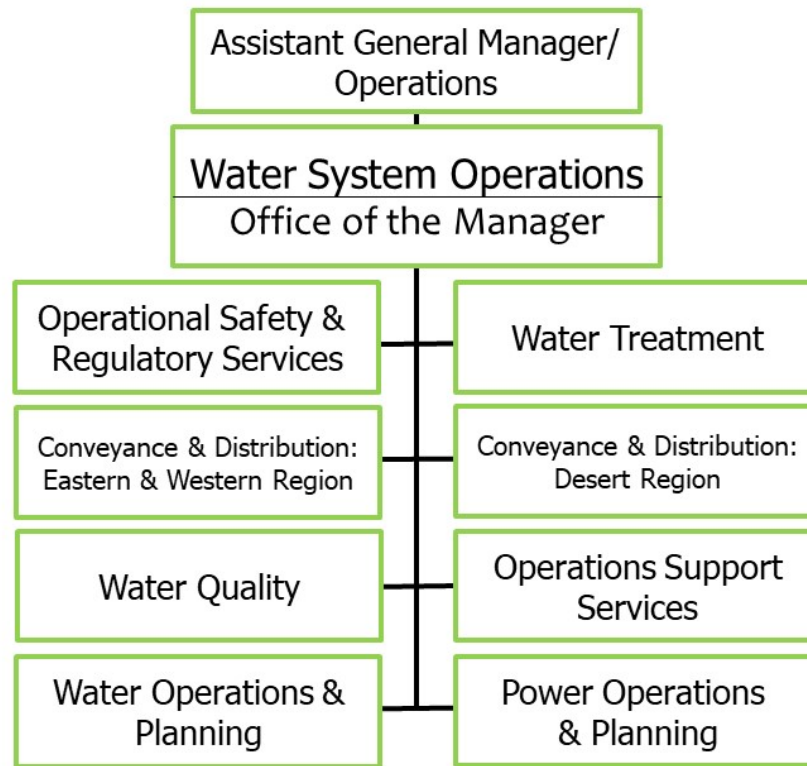 Assistant General Manager/
Operations
Water System Operations
Office of the Manager
Operational Safety &
Regulatory Services
Water Treatment
Conveyance & Distribution:
Eastern & Western Region
Conveyance & Distribution:
Desert Region
Water Quality
Operations Support
Services
Water Operations &
Planning
Power Operations
& Planning